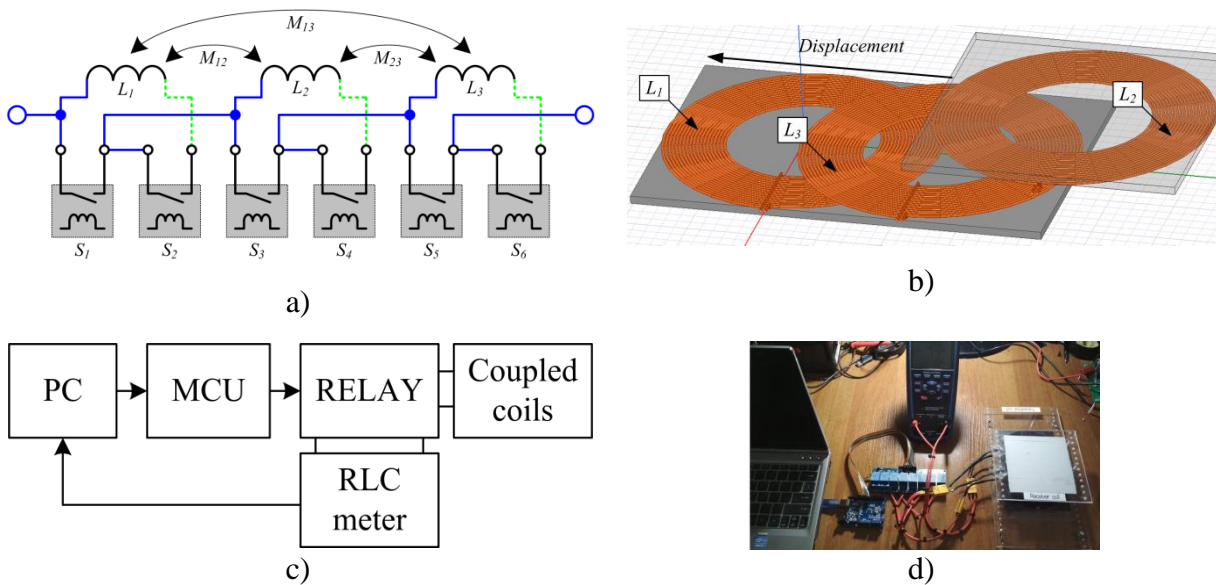 M13
M12
M23
L1
L2
L3
S1
S2
S3
S4
S5
S6
a)
Displacement
L1
L2
L3
b)
PC
MCU
RELAY
Coupled
coils
RLC
meter
c)
Receiver coil
d)